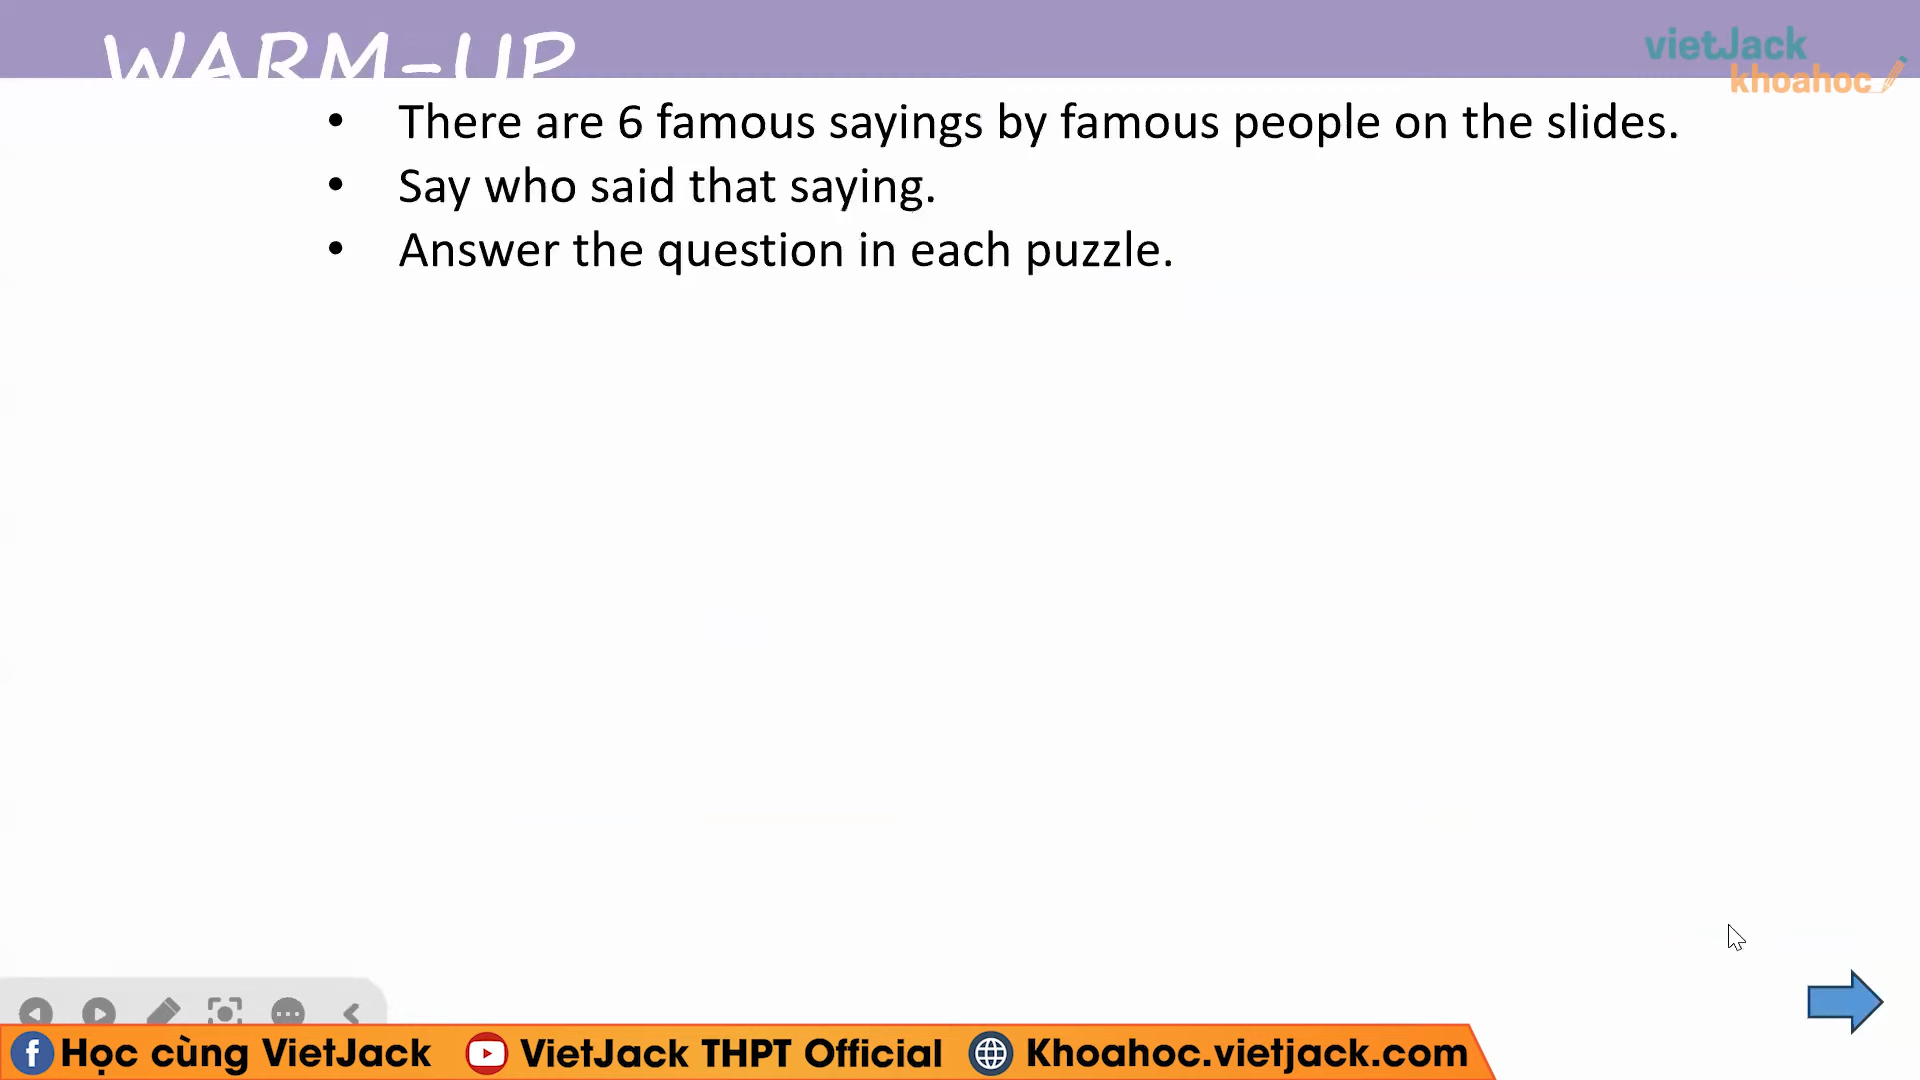 WARM-UP
vietJack
khoahoc
• There are 6 famous sayings by famous people on the slides.
• Say who said that saying.
• Answer the question in each puzzle.
Học cùng VietJack VietJack THPT Official Khoahoc.vietjack.com